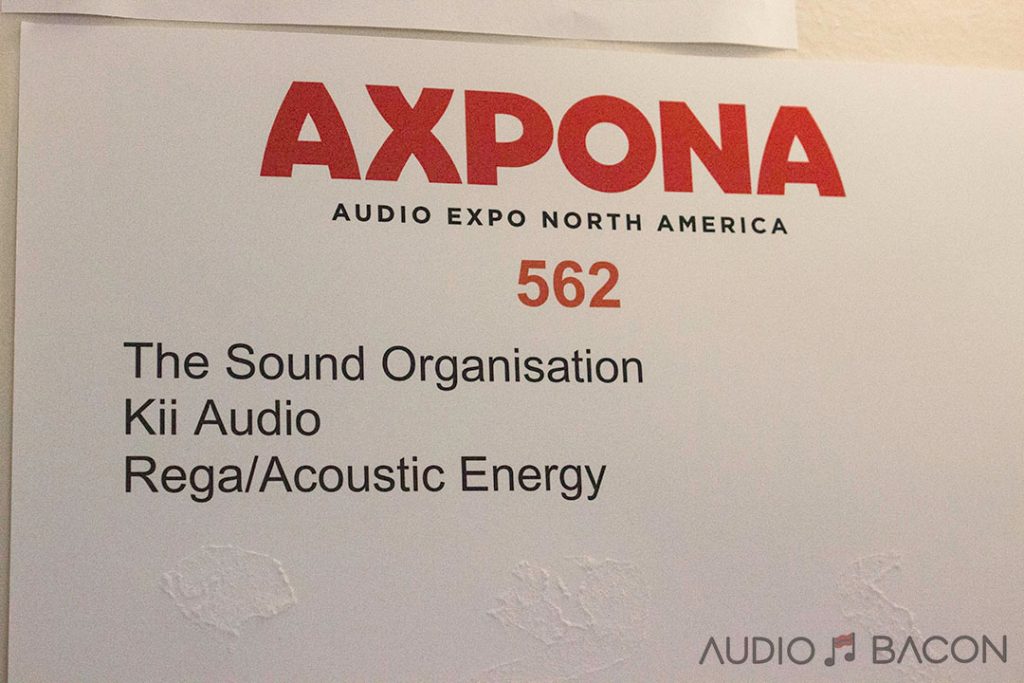 AXPONA
AUDIO EXPO NORTH AMERICA
562
The Sound Organisation
Kii Audio
Rega/Acoustic Energy
AUDIO BACON